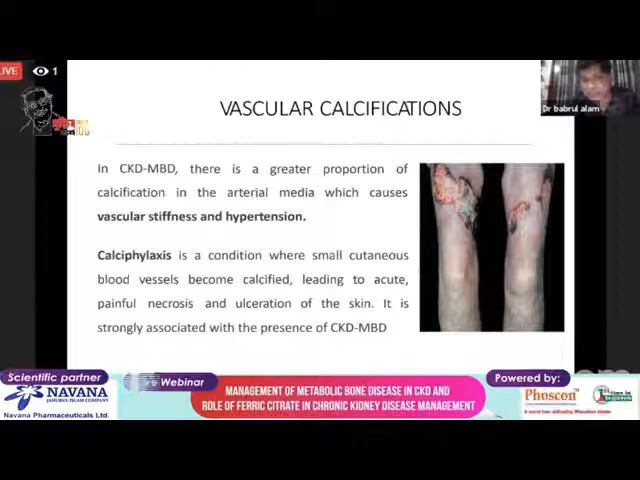 LIVE
1
100
VASCULAR CALCIFICATIONS
Dr babrul alam
In CKD-MBD, there is a greater proportion of
calcification in the arterial media which causes
vascular stiffness and hypertension.
Calciphylaxis is a condition where small cutaneous
blood vessels become calcified, leading to acute,
painful necrosis and ulceration of the skin. It is
strongly associated with the presence of CKD-MBD
Scientific partner
NAVANA
Navana Pharmaceuticals Ltd.
Webinar
MANAGEMENT OF METABOLIC BONE DISEASE IN CKD AND
ROLE OF FERRIC CITRATE IN CHRONIC KIDNEY DISEASE MANAGEMENT
Powered by:
Phoscon